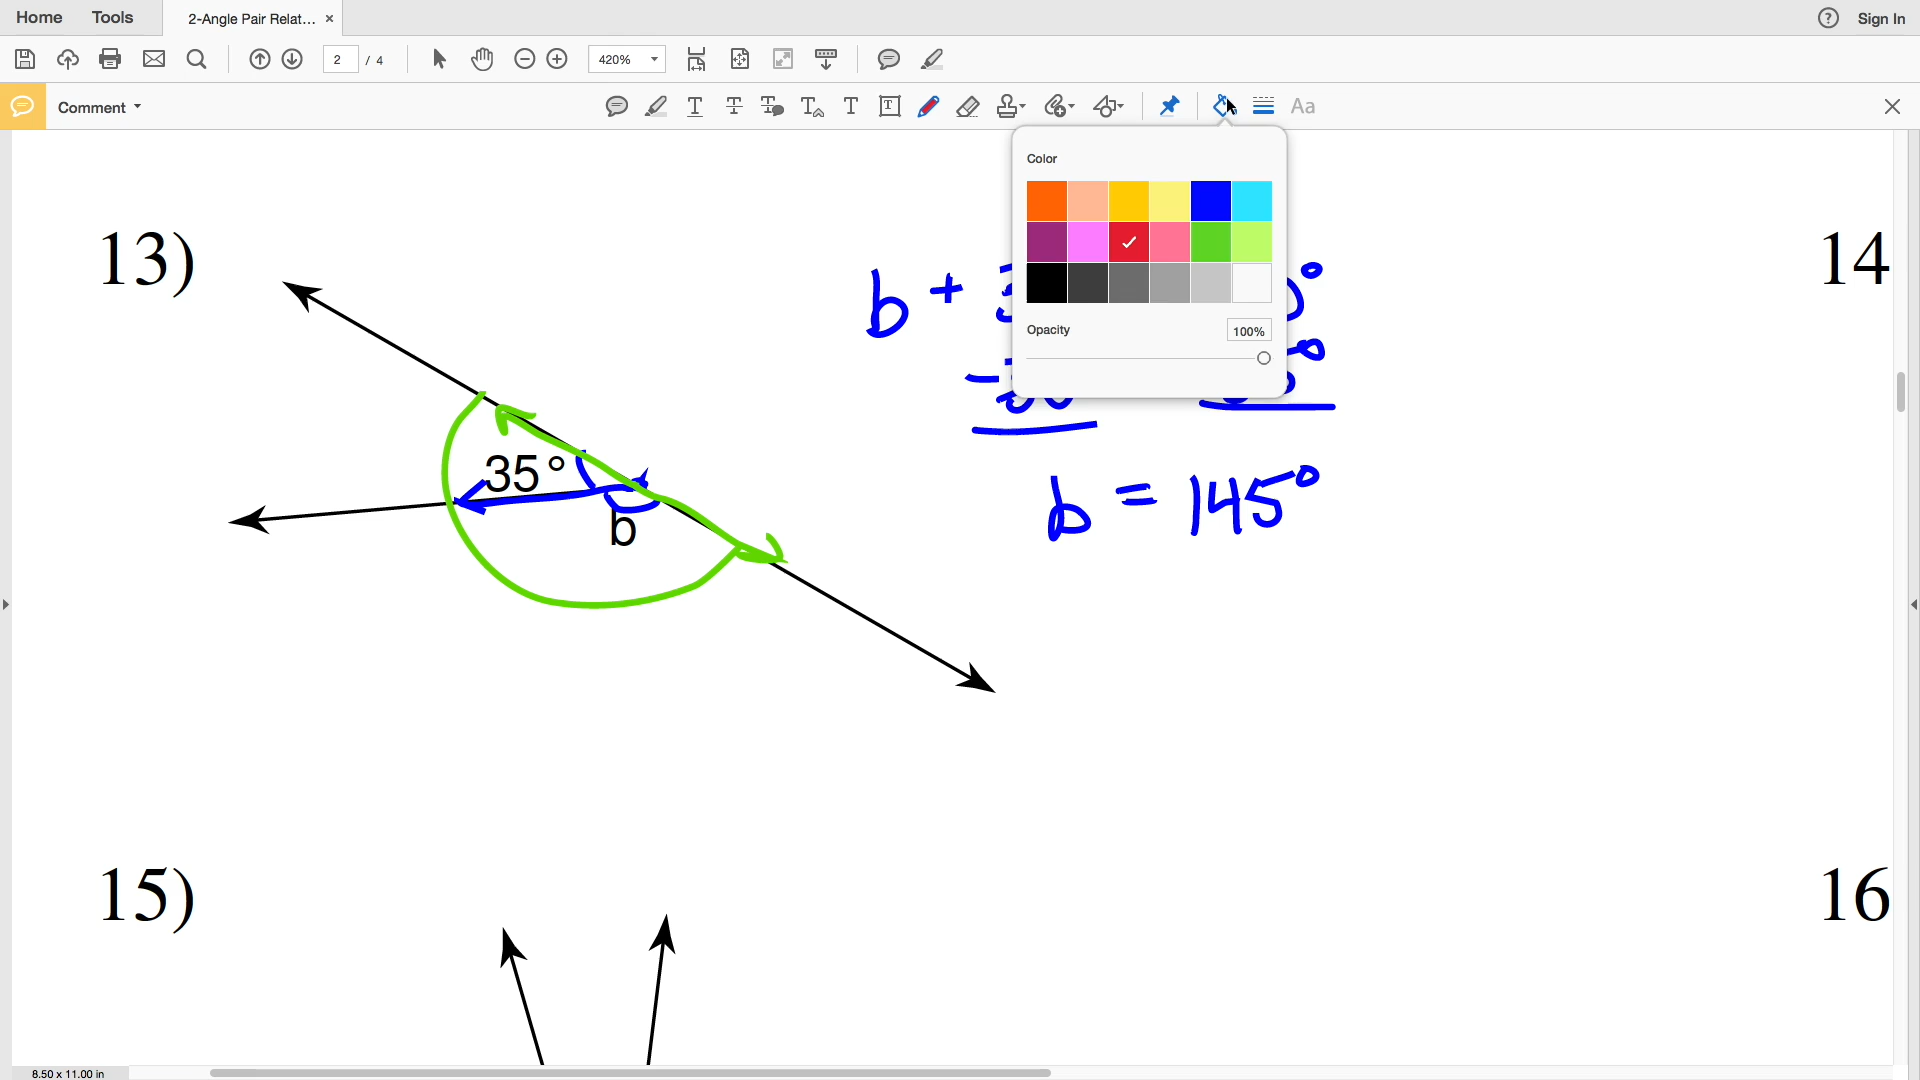 Home Tools 2-Angle Pair Relat... × ? Sign In
2 / 4 420%
Comment Aa
Color
Opacity 100%
13)
14
b +
35°
b
b = 145°
15)
16
8.50 x 11.00 in